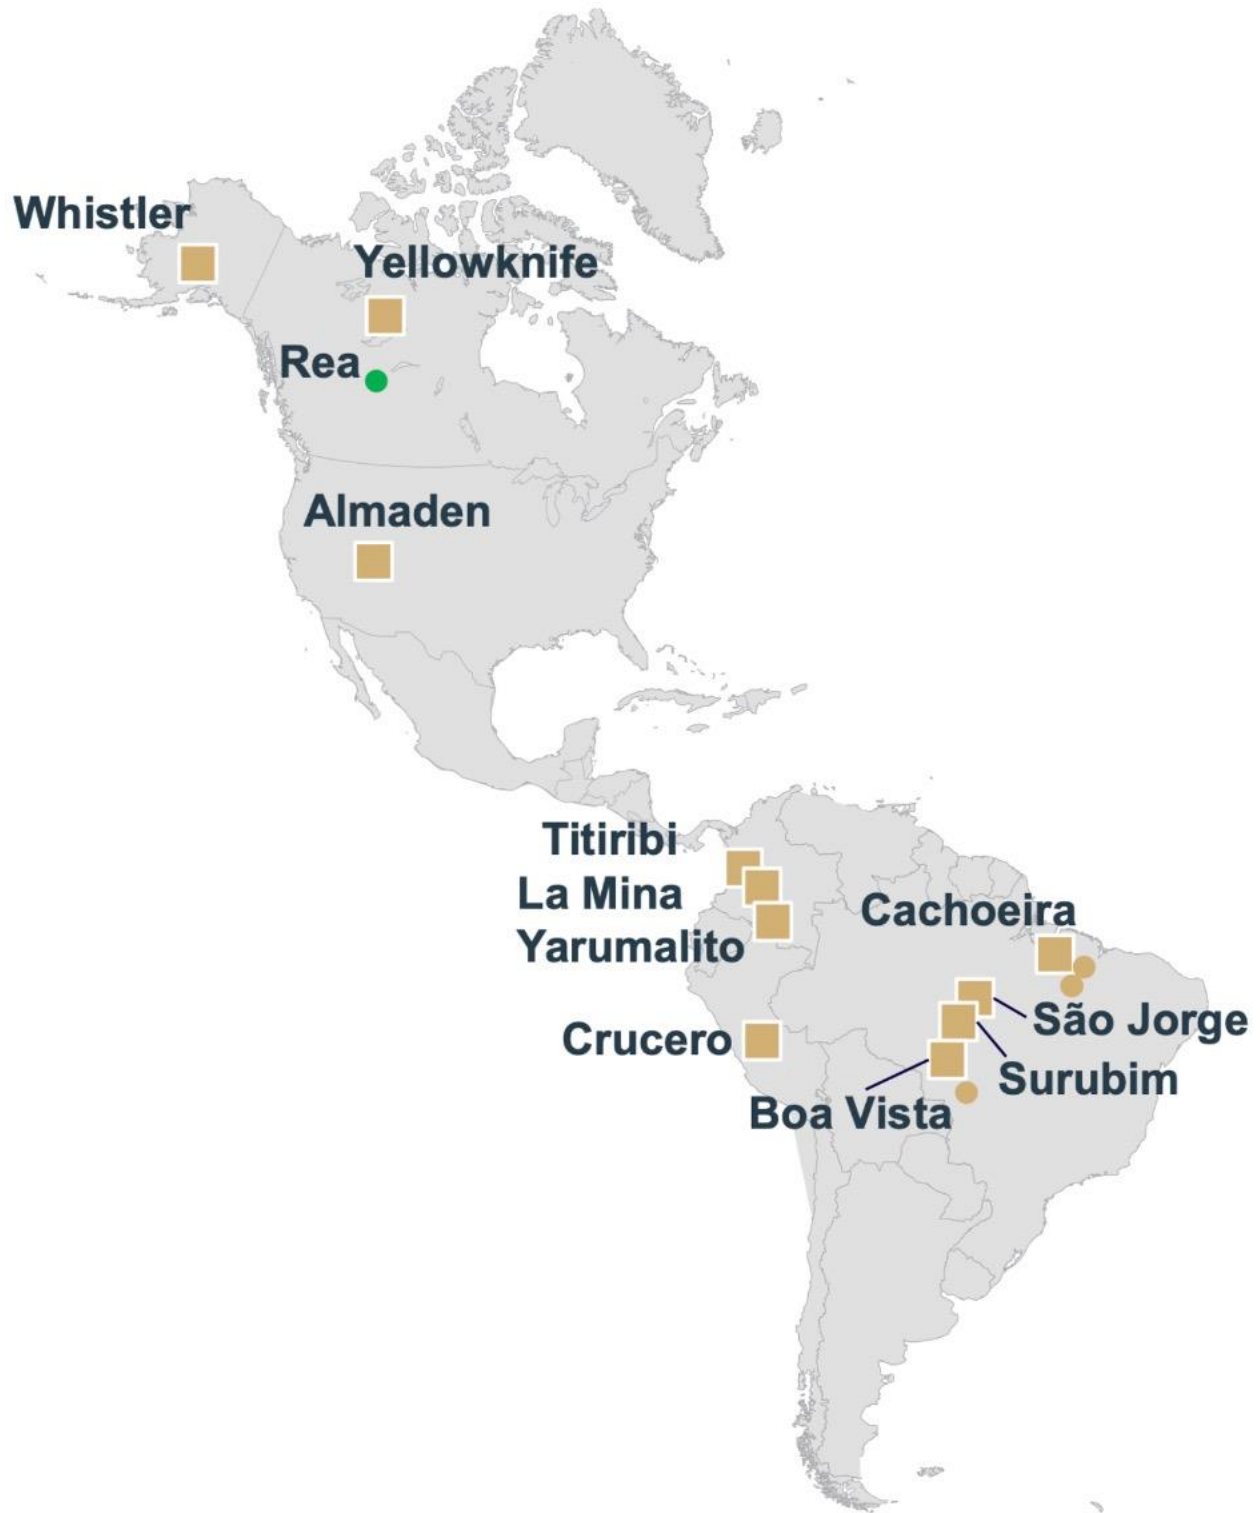 Whistler
Yellowknife
Rea
Almaden
Titiribi
La Mina
Yarumalito
Cachoeira
São Jorge
Crucero
Surubim
Boa Vista